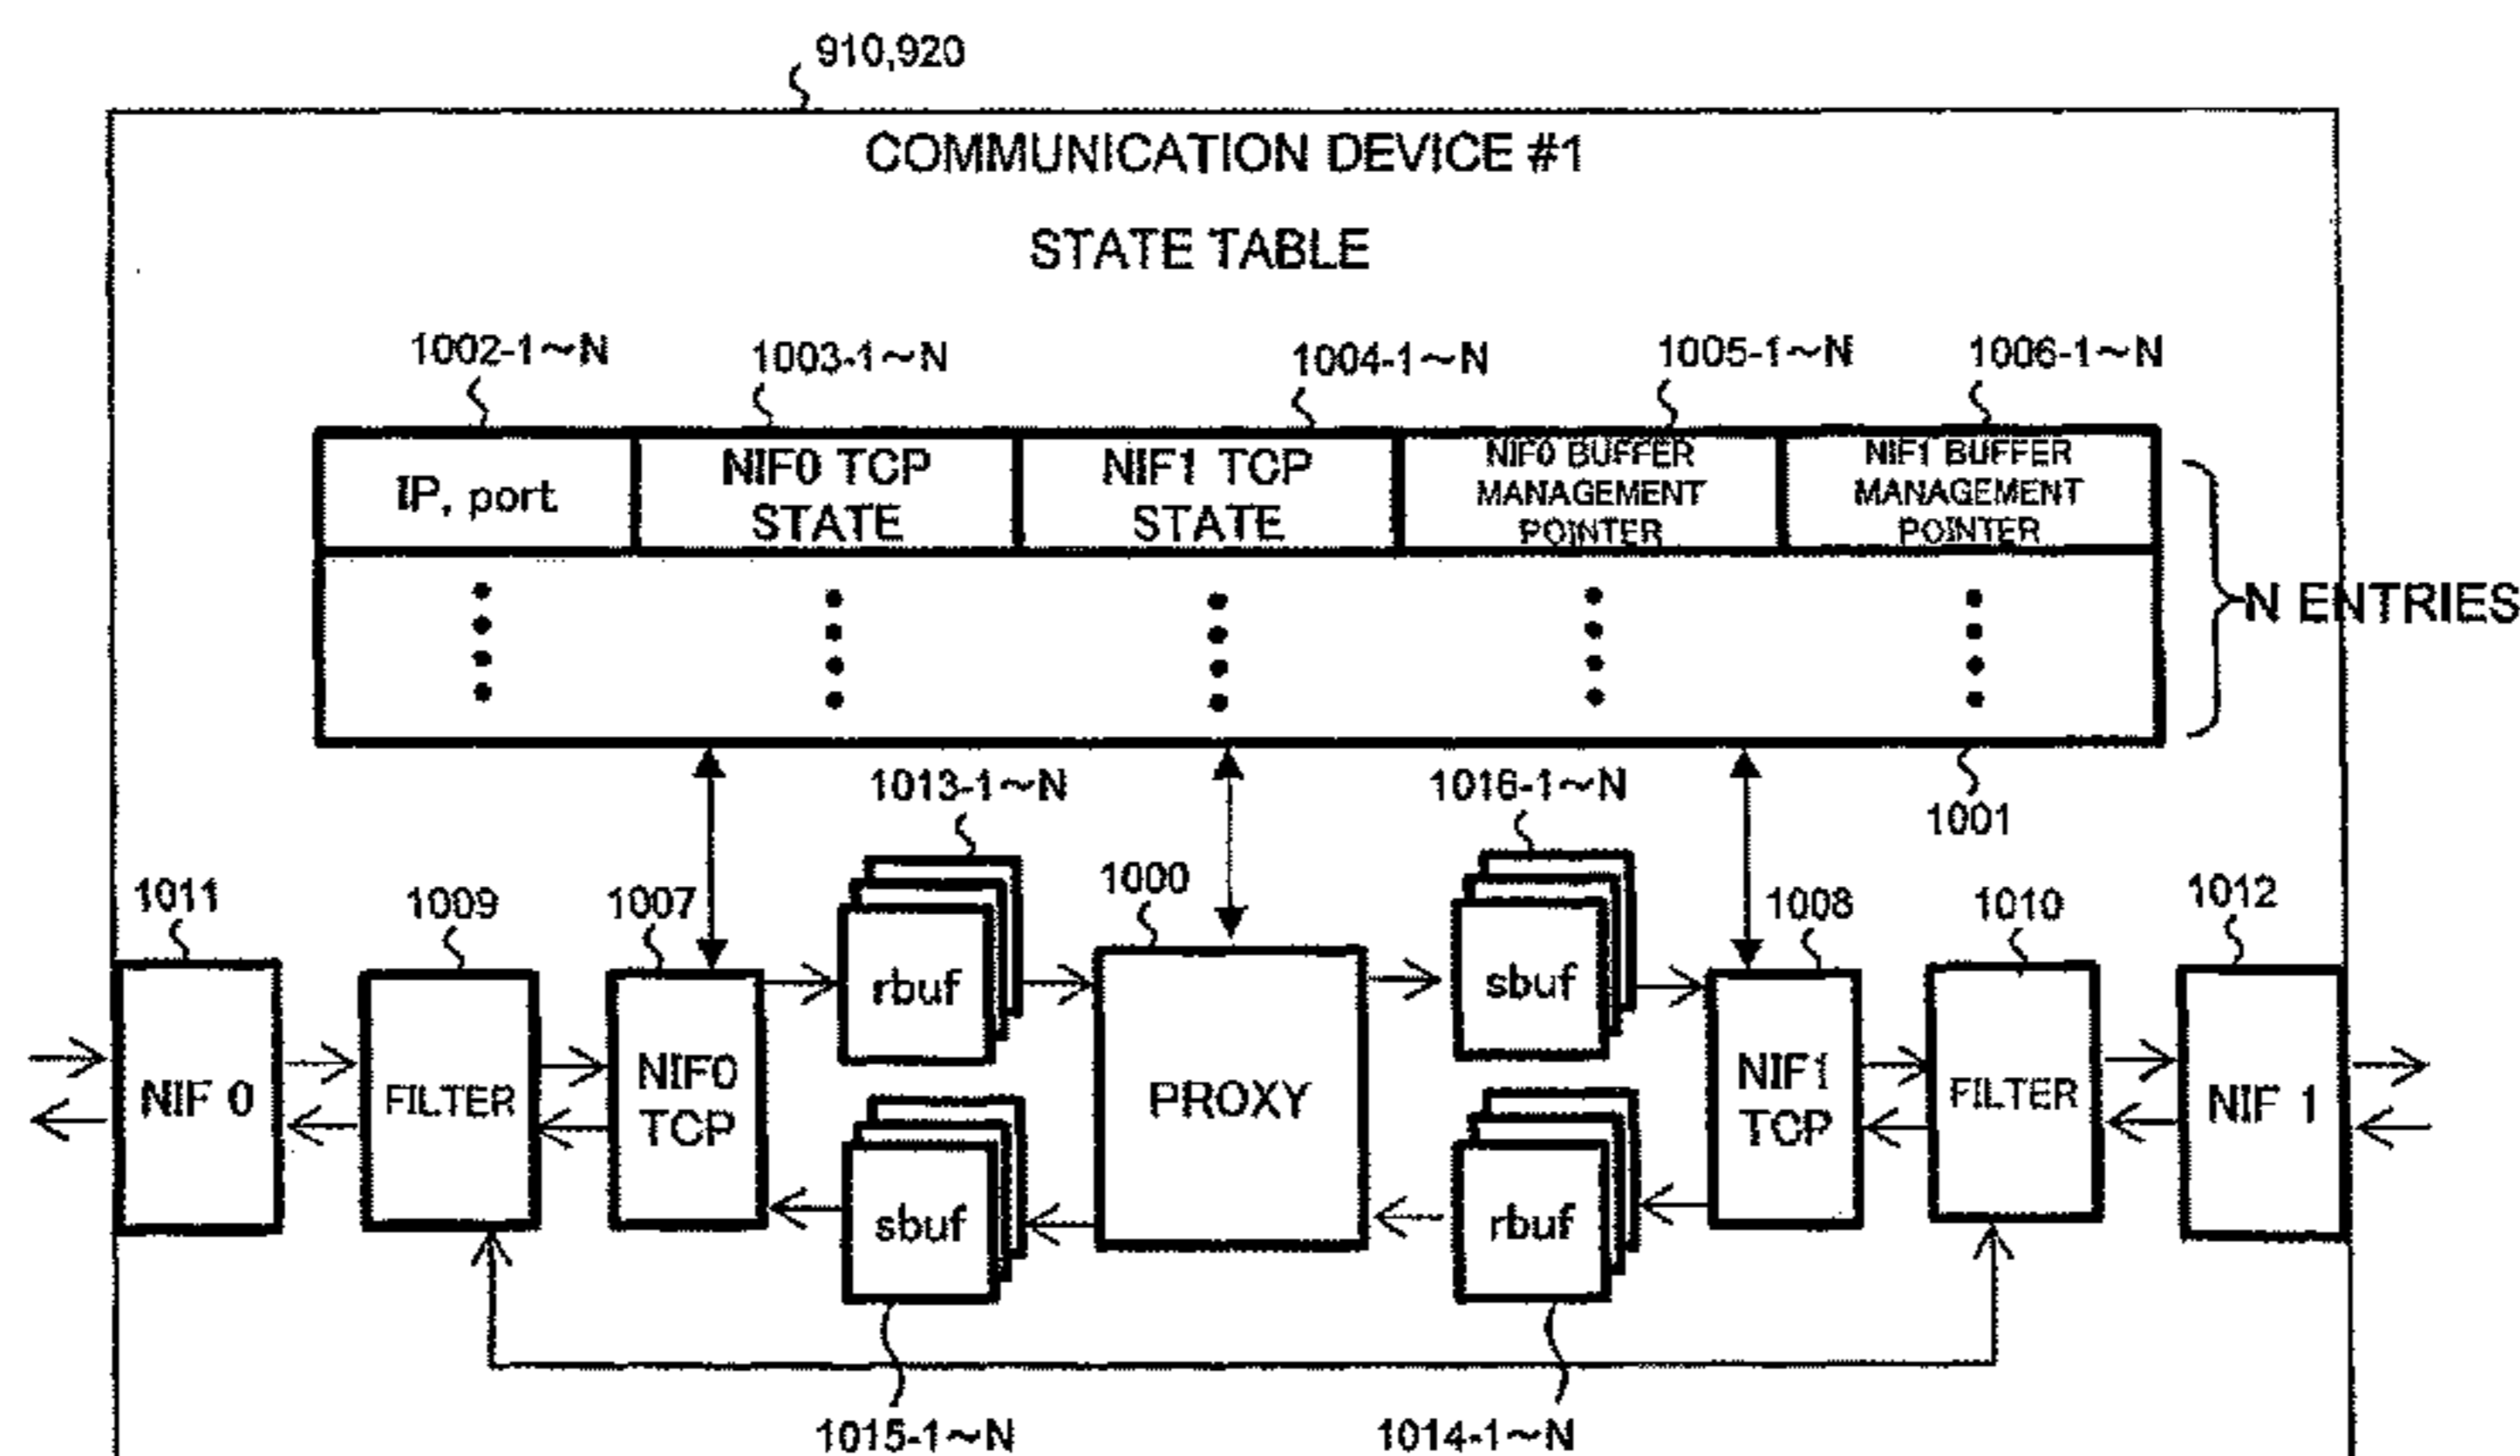 910,920
COMMUNICATION DEVICE #1
STATE TABLE
1002-1~N
1003-1~N
1004-1~N
1005-1~N
1006-1~N
IP, port
NIF0 TCP
STATE
NIF1 TCP
STATE
NIF0 BUFFER
MANAGEMENT
POINTER
NIF1 BUFFER
MANAGEMENT
POINTER
N ENTRIES
1013-1~N
1016-1~N
1001
1011
1009
1007
1000
1008
1010
1012
NIF 0
FILTER
NIF0
TCP
rbuf
sbuf
PROXY
sbuf
rbuf
NIF1
TCP
FILTER
NIF 1
1015-1~N
1014-1~N